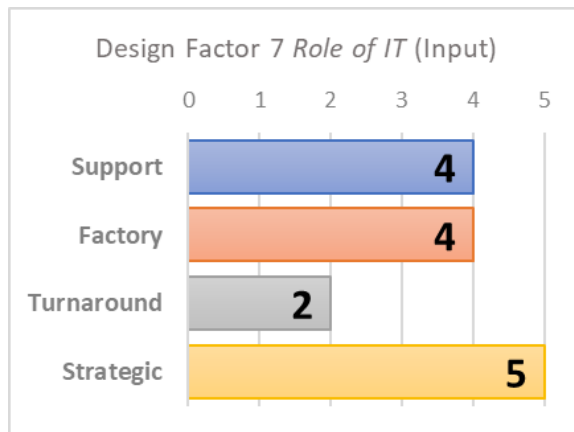 Design Factor 7 Role of IT (Input)
0 1 2 3 4 5
Support 4
Factory 4
Turnaround 2
Strategic 5